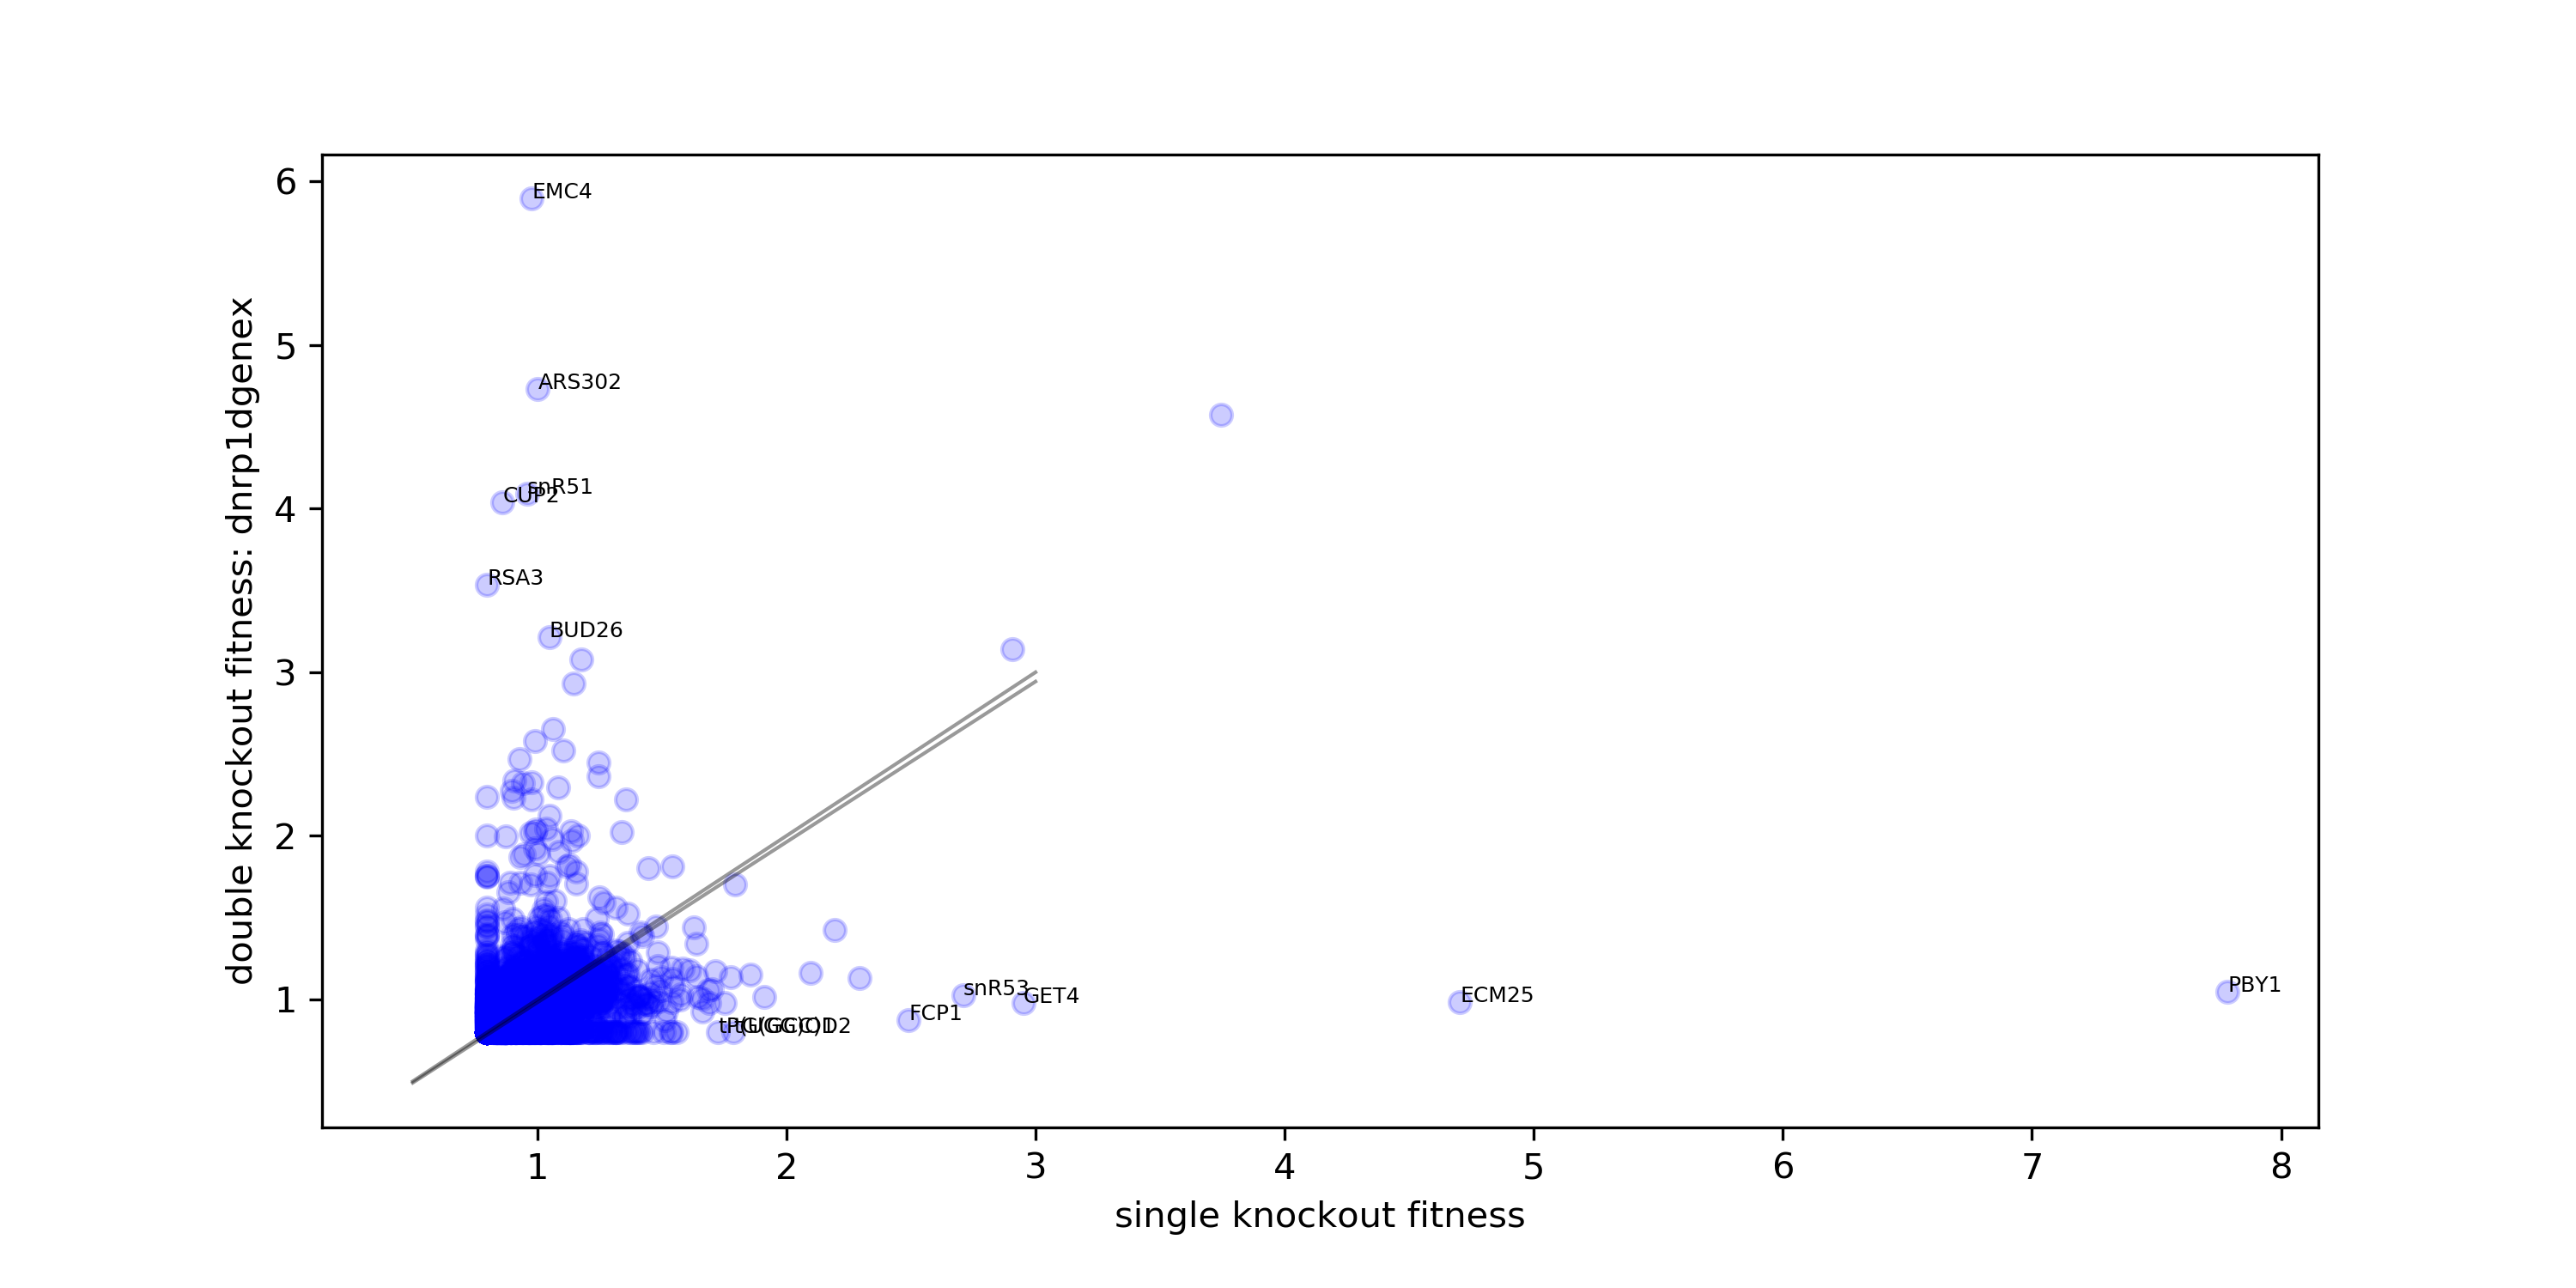 EMC4
ARS302
snR51
CUP2
RSA3
BUD26
snR53
GET4
FCP1
ECM25
PBY1
6
5
4
3
2
1
1
2
3
4
5
6
7
8
single knockout fitness
double knockout fitness: dnrp1dgenex